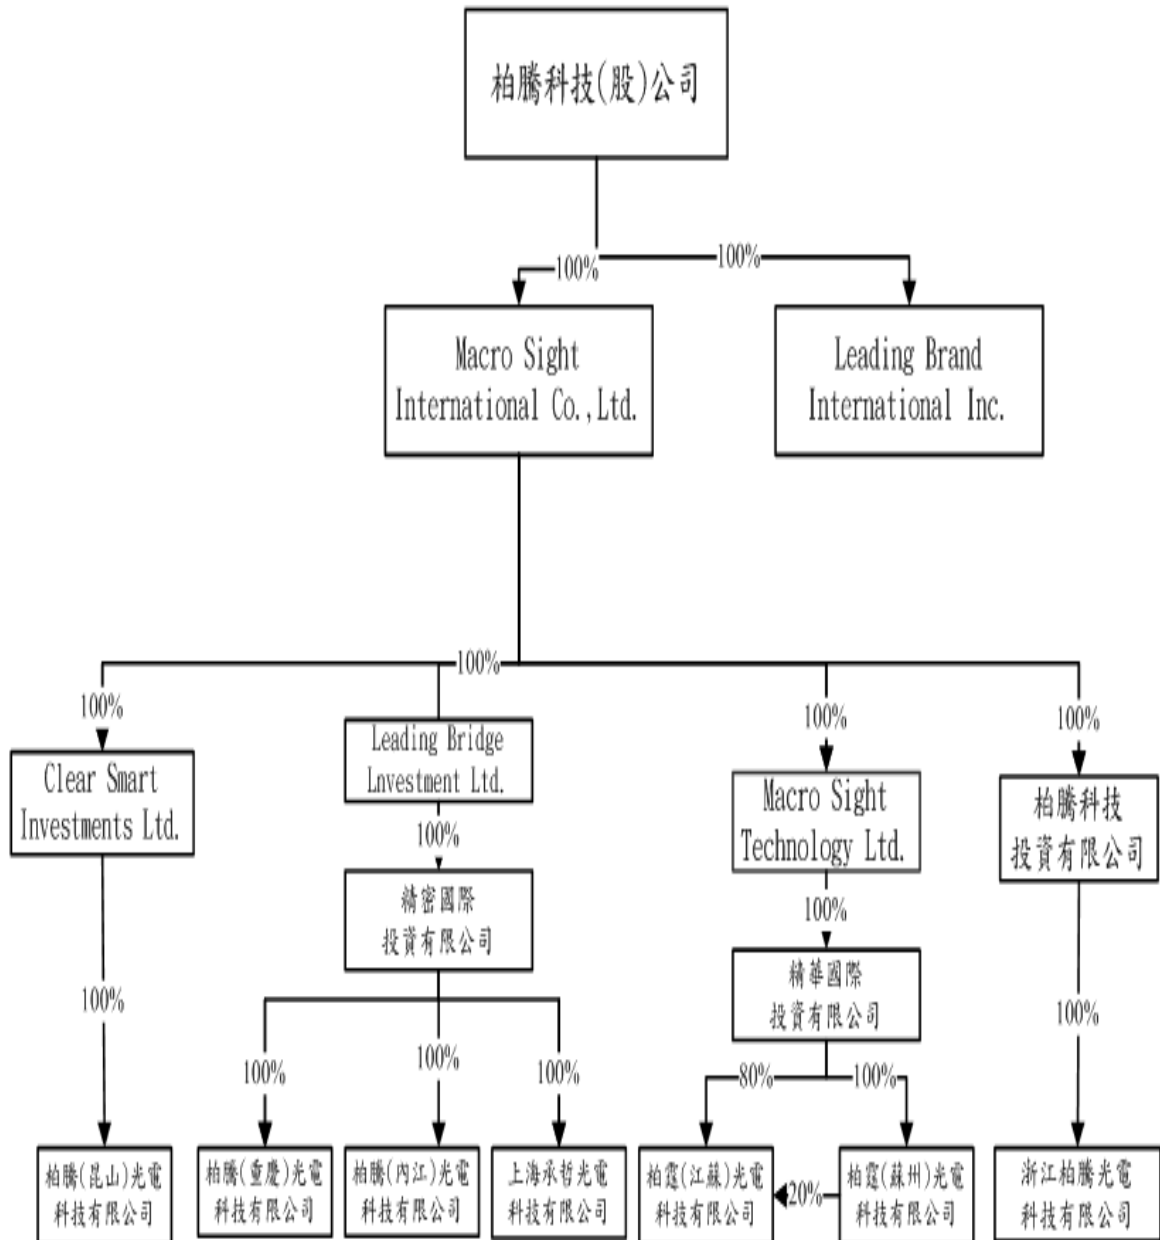 柏騰科技(股)公司
100%
100%
Macro Sight
International Co.,Ltd.
Leading Brand
International Inc.
100%
100%
100%
100%
Clear Smart
Investments Ltd.
Leading Bridge
Lnvestment Ltd.
Macro Sight
Technology Ltd.
柏騰科技
投資有限公司
100%
100%
精密國際
投資有限公司
精華國際
投資有限公司
100%
100%
100%
100%
100%
80%
100%
柏騰(昆山)光電
科技有限公司
柏騰(重慶)光電
科技有限公司
柏騰(內江)光電
科技有限公司
上海承哲光電
科技有限公司
柏霆(江蘇)光電
科技有限公司
20%
柏霆(蘇州)光電
科技有限公司
浙江柏騰光電
科技有限公司